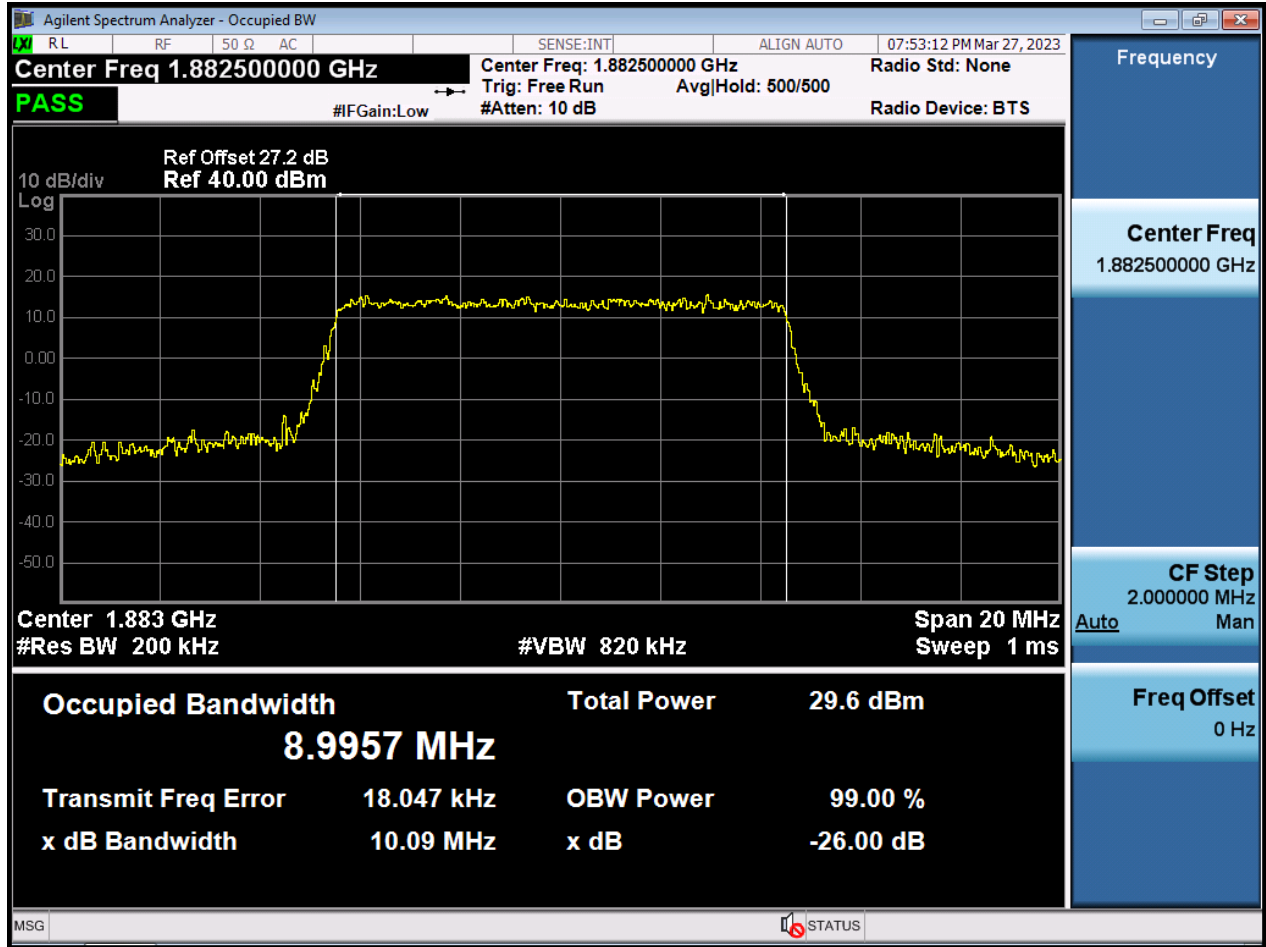 Agilent Spectrum Analyzer - Occupied BW
LXI RL RF 50 Ω AC SENSE:INT ALIGN AUTO 07:53:12 PM Mar 27, 2023
Center Freq 1.882500000 GHz
Center Freq: 1.882500000 GHz
Radio Std: None
Trig: Free Run
Avg|Hold: 500/500
PASS
#IFGain:Low
#Atten: 10 dB
Radio Device: BTS
Ref Offset 27.2 dB
10 dB/div
Ref 40.00 dBm
Log
30.0
20.0
10.0
0.00
-10.0
-20.0
-30.0
-40.0
-50.0
Center 1.883 GHz
Span 20 MHz
#Res BW 200 kHz
#VBW 820 kHz
Sweep 1 ms
Occupied Bandwidth
8.9957 MHz
Total Power 29.6 dBm
Transmit Freq Error 18.047 kHz
OBW Power 99.00 %
x dB Bandwidth 10.09 MHz
x dB -26.00 dB
Frequency
Center Freq
1.882500000 GHz
CF Step
2.000000 MHz
Auto Man
Freq Offset
0 Hz
MSG
STATUS